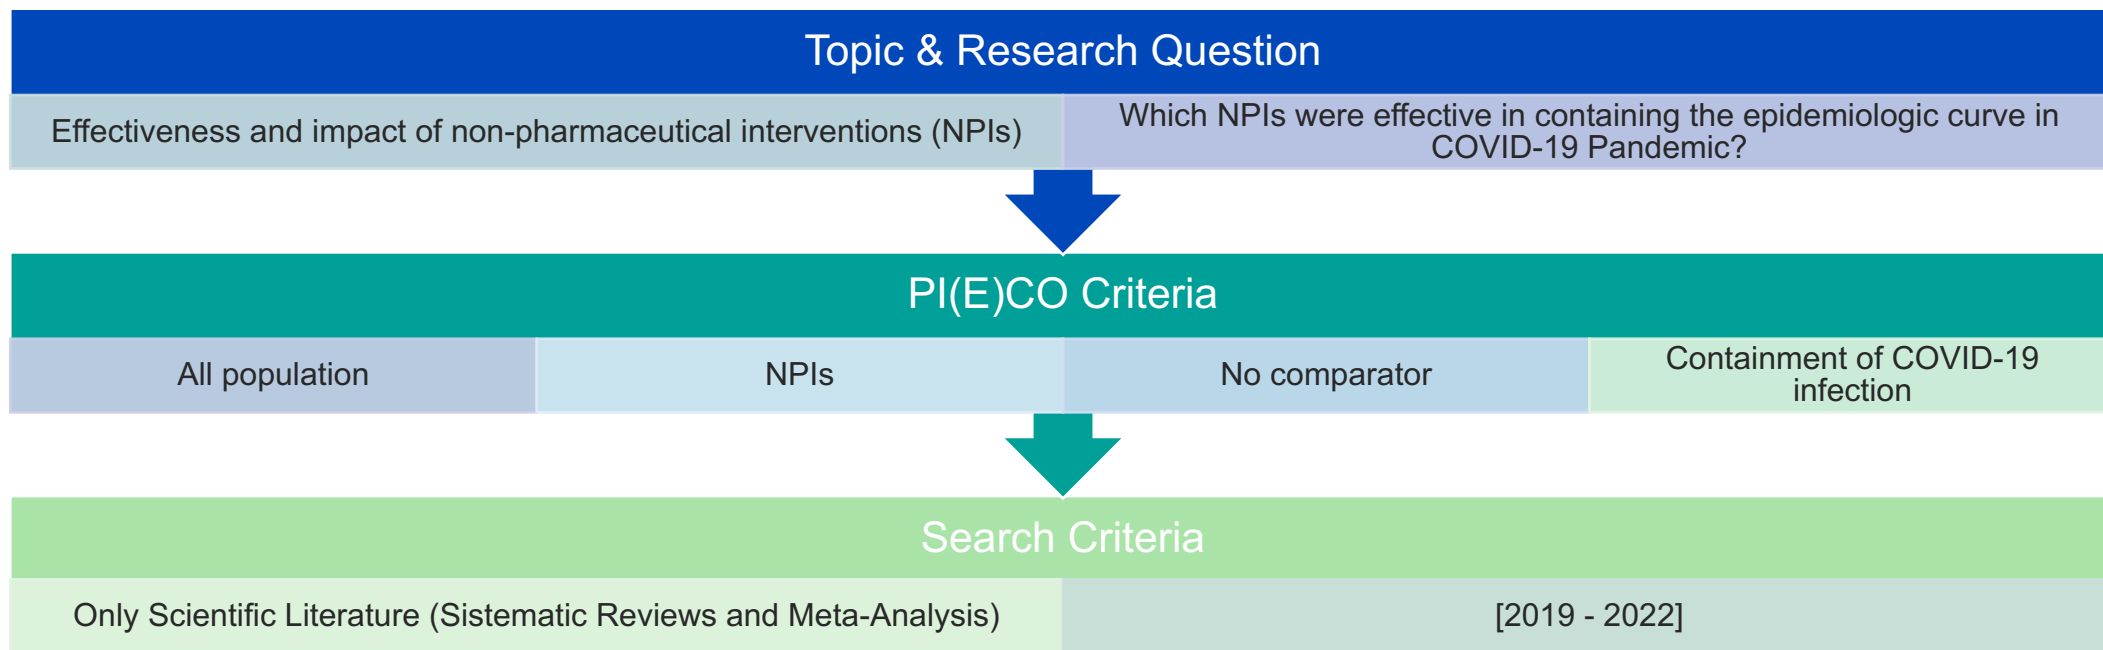 Topic & Research Question
Effectiveness and impact of non-pharmaceutical interventions (NPIs)
Which NPIs were effective in containing the epidemiologic curve in
COVID-19 Pandemic?
PI(E)CO Criteria
All population
NPIs
No comparator
Containment of COVID-19
infection
Search Criteria
Only Scientific Literature (Sistematic Reviews and Meta-Analysis)
[2019 - 2022]